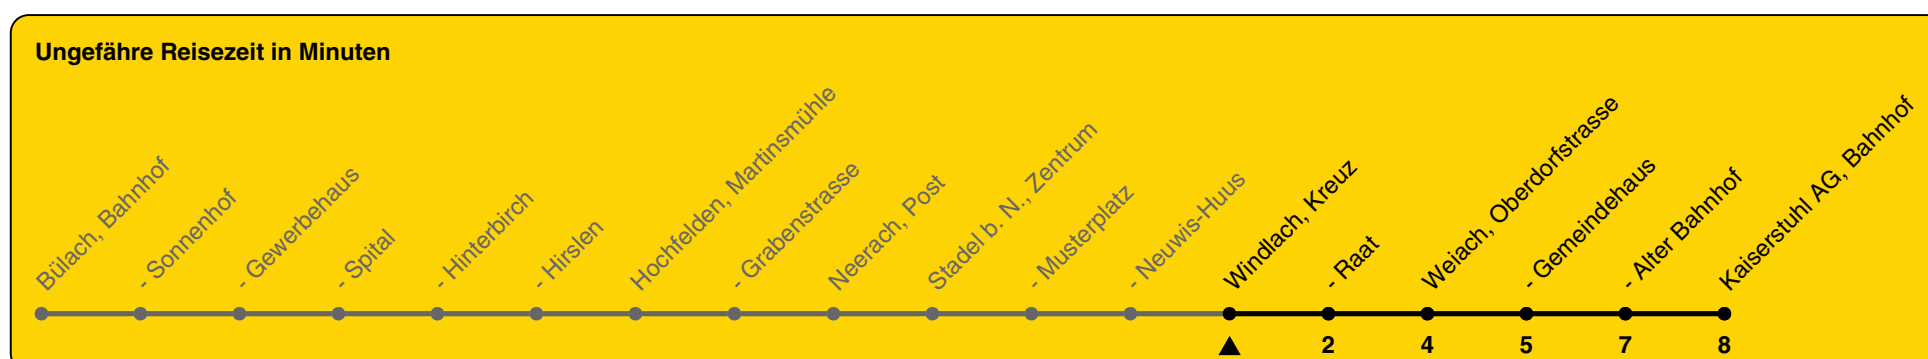 Ungefähre Reisezeit in Minuten
Bülach, Bahnhof
- Sonnenhof
- Gewerbehaus
- Spital
- Hinterbirch
- Hirslen
Hochfelden, Martinsmühle
- Grabenstrasse
Neerach, Post
Stadel b. N., Zentrum
- Musterplatz
- Neuwis-Huus
Windlach, Kreuz
- Raat
Weiach, Oberdorfstrasse
- Gemeindehaus
- Alter Bahnhof
Kaiserstuhl AG, Bahnhof
2 4 5 7 8